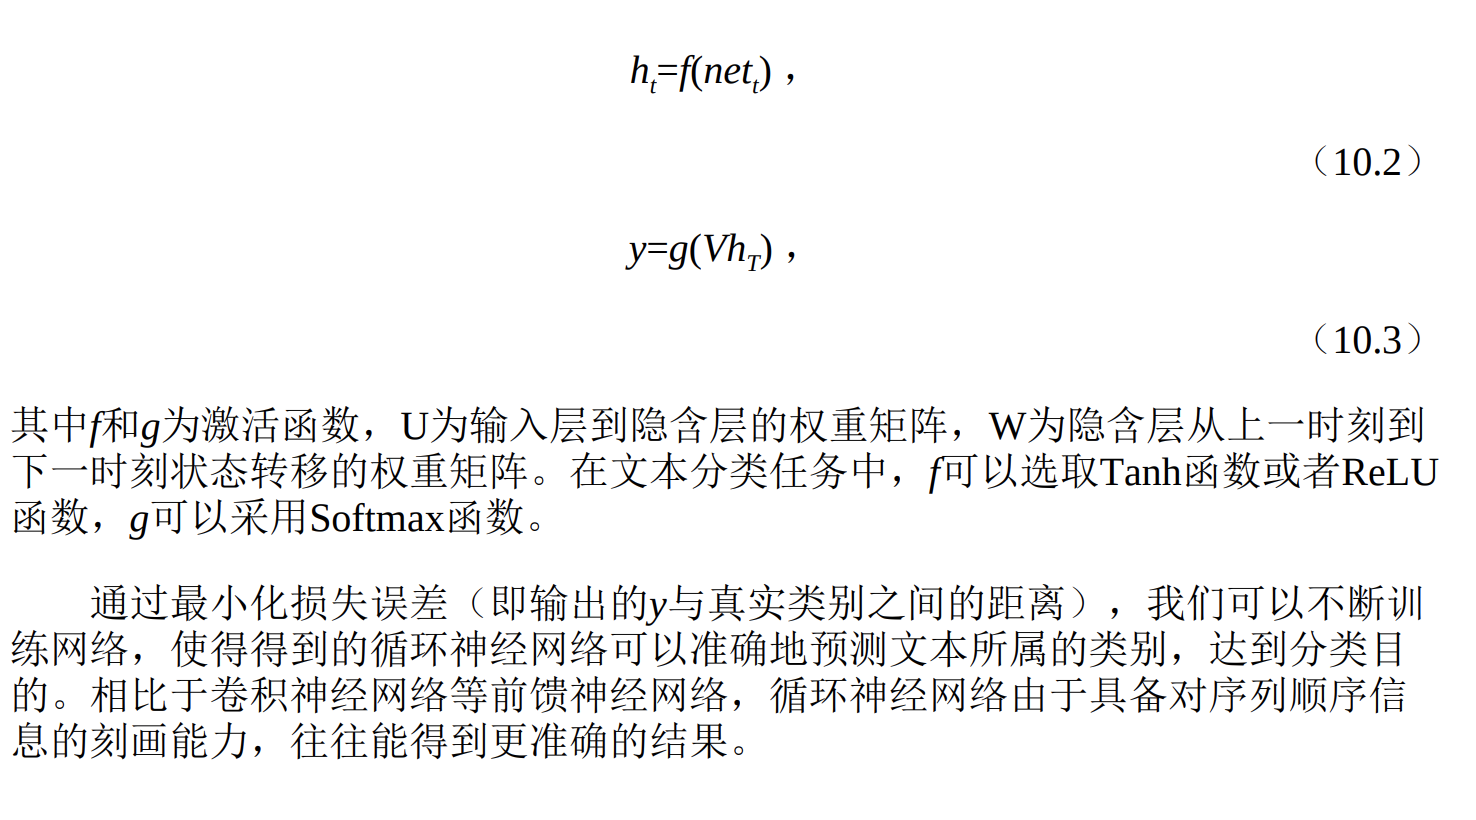 h_t=f(net_t)，
（10.2）
y=g(Vh_T)，
（10.3）
其中f和g为激活函数，U为输入层到隐含层的权重矩阵，W为隐含层从上一时刻到
下一时刻状态转移的权重矩阵。在文本分类任务中，f可以选取Tanh函数或者ReLU
函数，g可以采用Softmax函数。
通过最小化损失误差（即输出的y与真实类别之间的距离），我们可以不断训
练网络，使得得到的循环神经网络可以准确地预测文本所属的类别，达到分类目
的。相比于卷积神经网络等前馈神经网络，循环神经网络由于具备对序列顺序信
息的刻画能力，往往能得到更准确的结果。